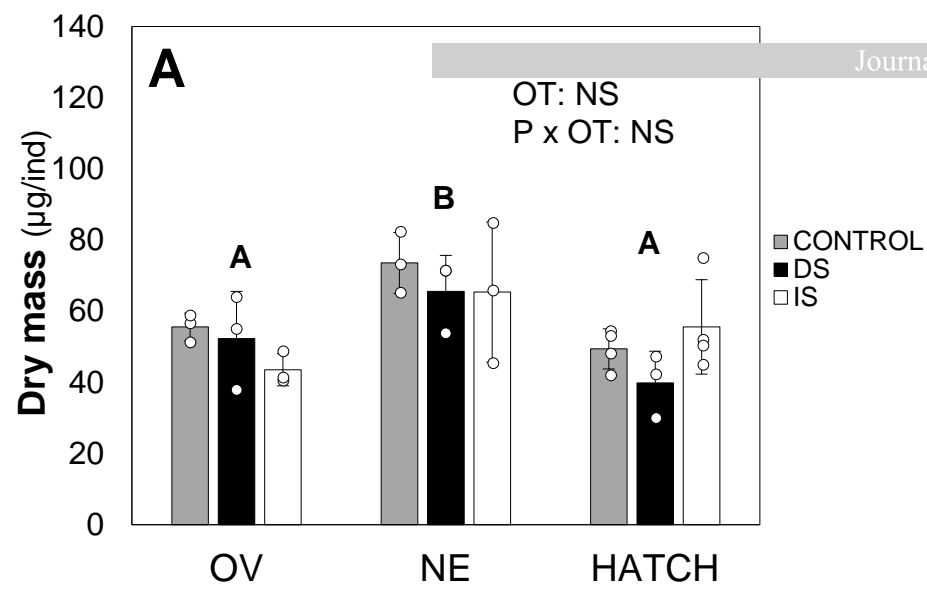 140
120
100
80
60
40
20
0
Dry mass (µg/ind)
A
OT: NS
P x OT: NS
A
B
A
OV
NE
HATCH
CONTROL
DS
IS